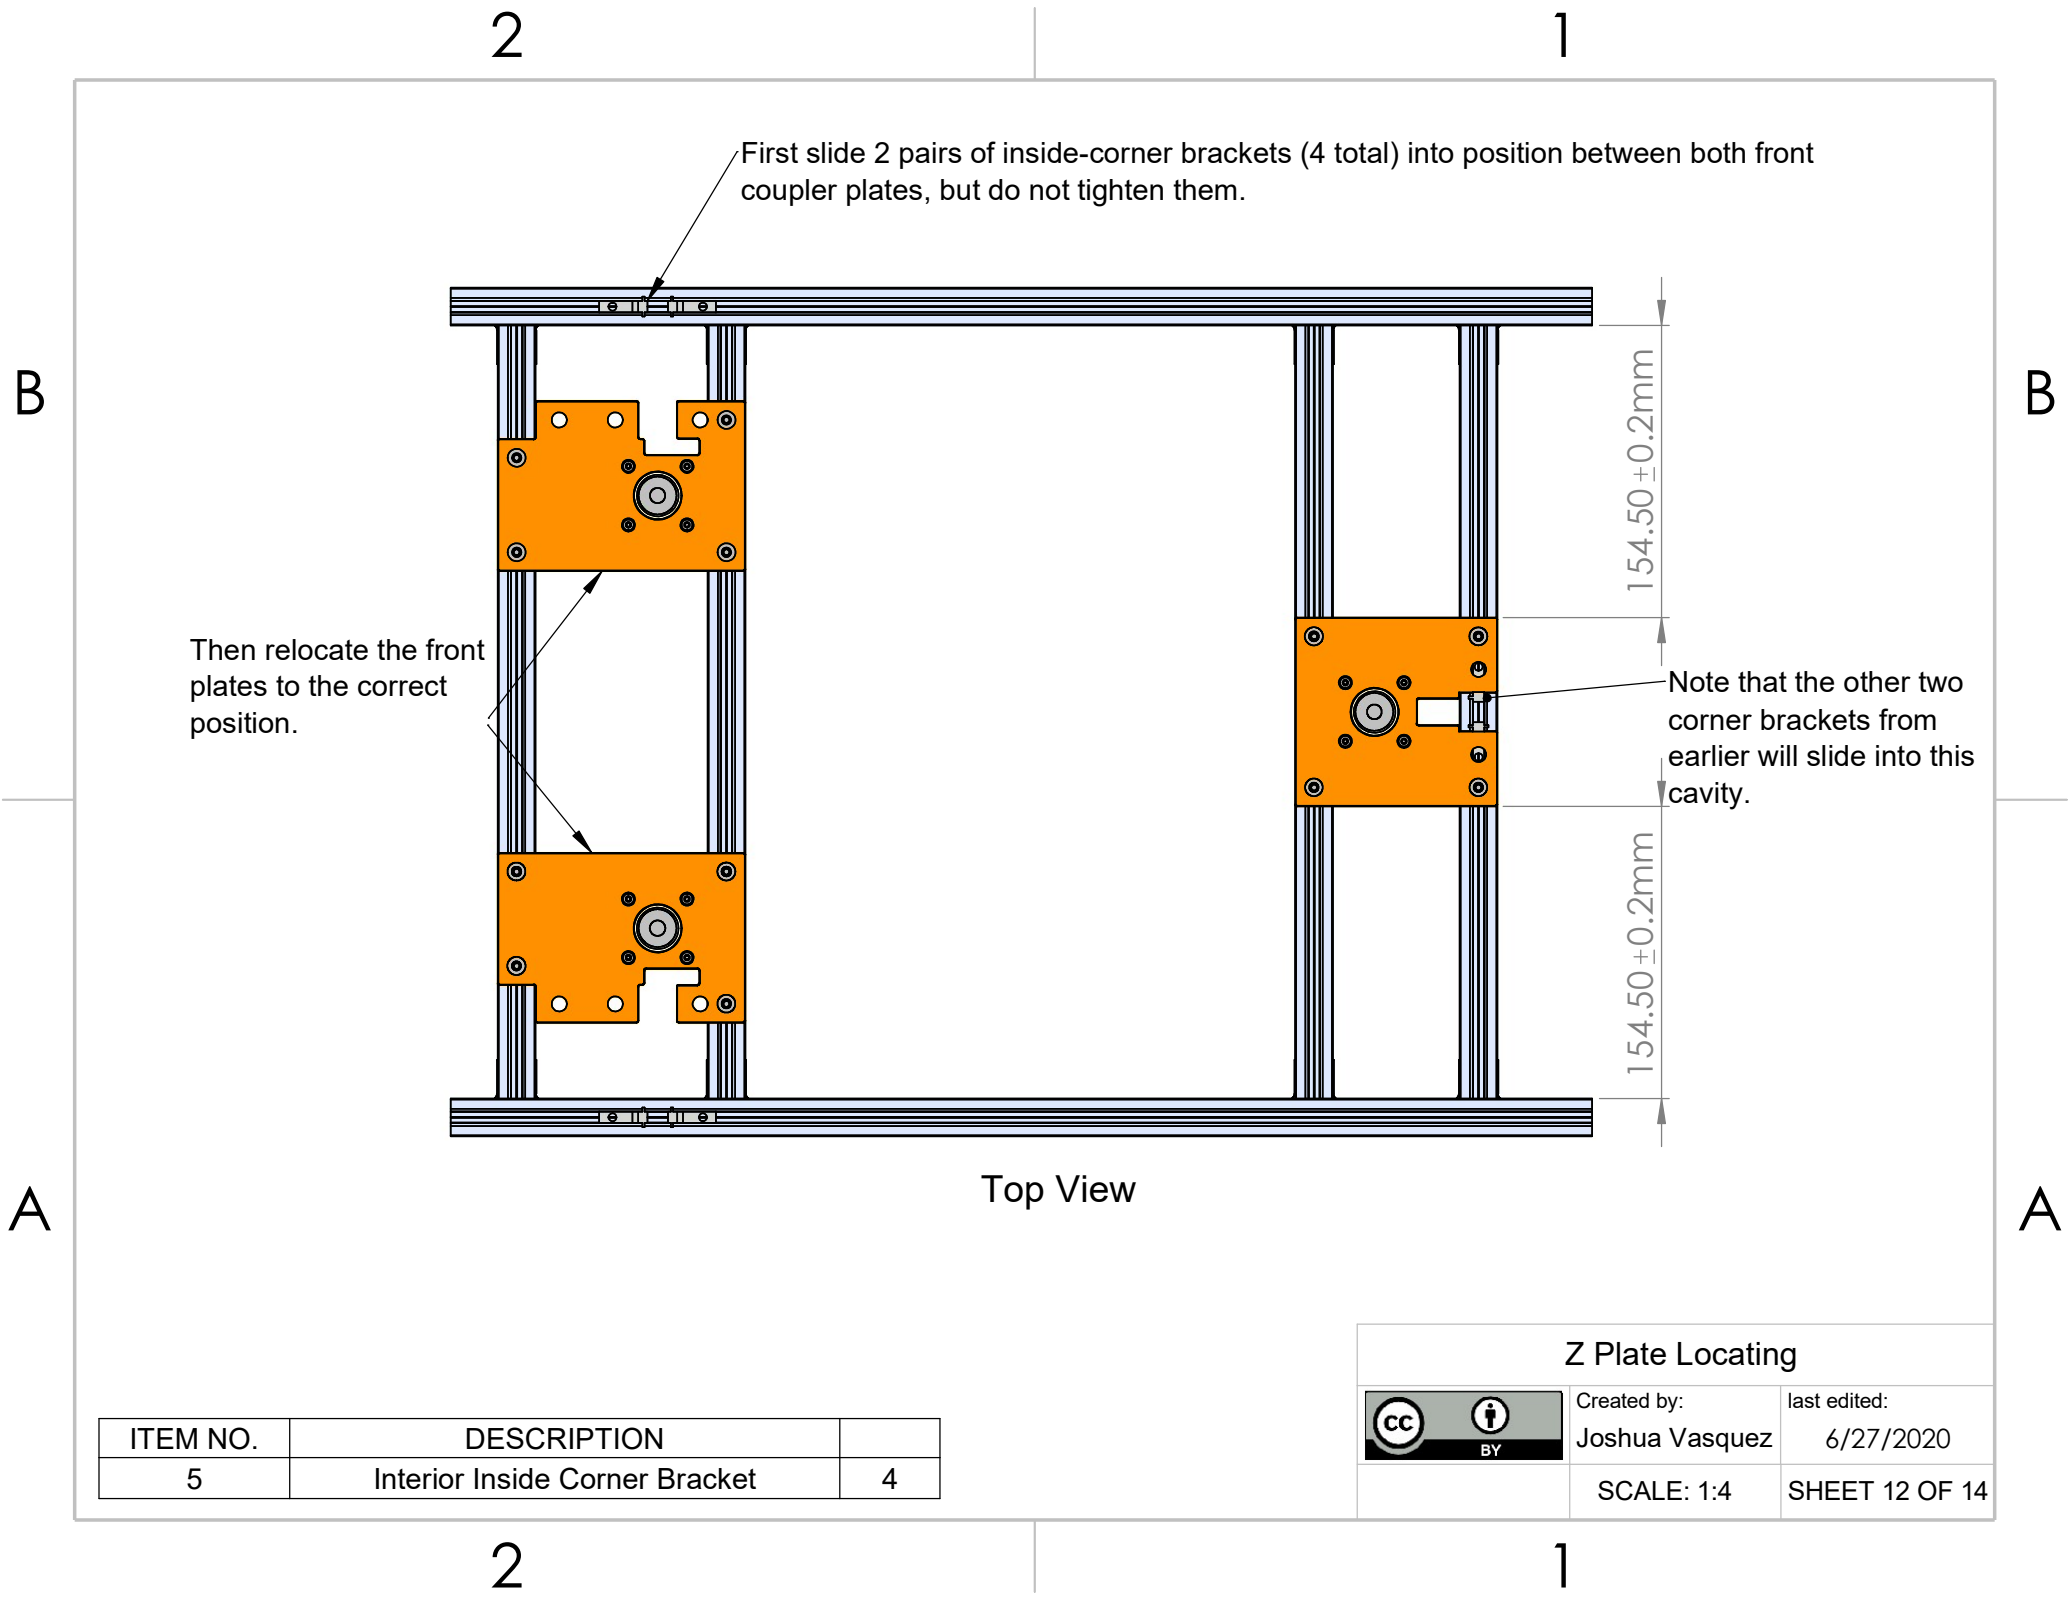 2
1
First slide 2 pairs of inside-corner brackets (4 total) into position between both front
coupler plates, but do not tighten them.
B
B
154.50±0.2mm
Then relocate the front
plates to the correct
position.
Note that the other two
corner brackets from
earlier will slide into this
cavity.
154.50±0.2mm
Top View
A
A
Z Plate Locating
cc
BY
Created by:
Joshua Vasquez
last edited:
6/27/2020
SCALE: 1:4
SHEET 12 OF 14
ITEM NO.
DESCRIPTION
5
Interior Inside Corner Bracket
4
2
1